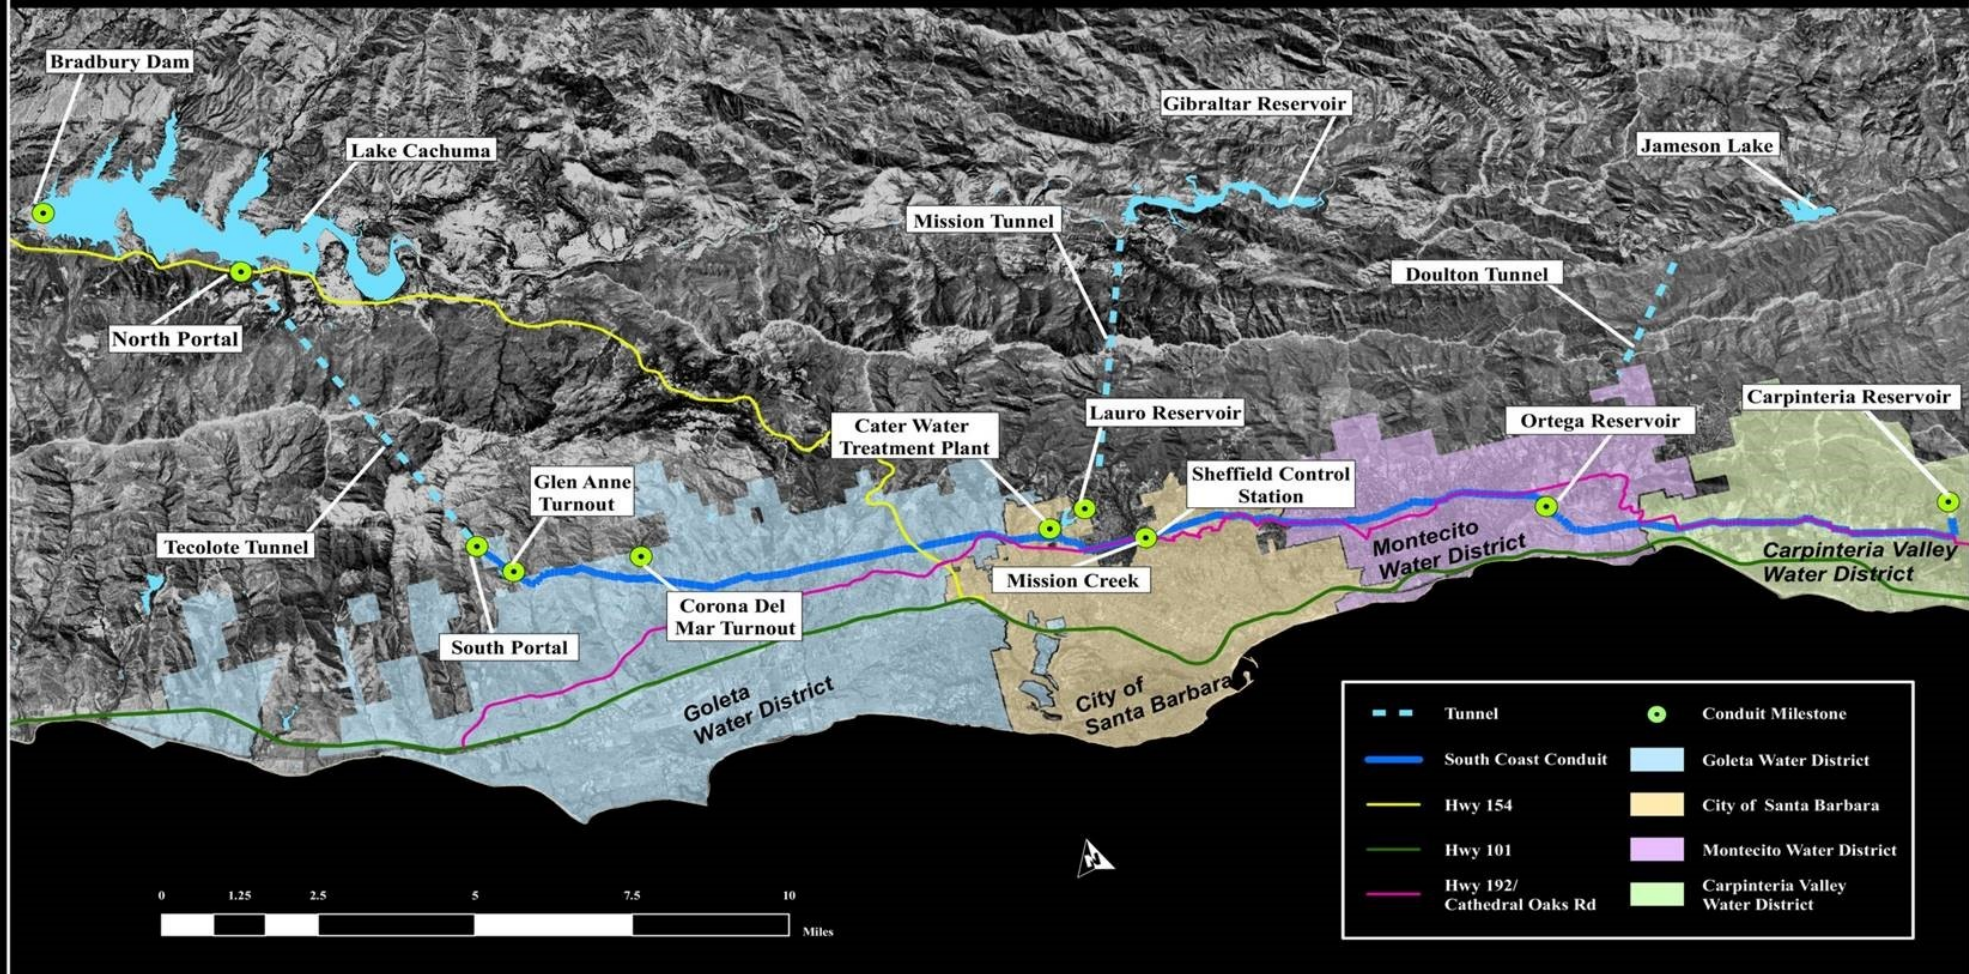 Bradbury Dam
Gibraltar Reservoir
Lake Cachuma
Jameson Lake
Mission Tunnel
Doulton Tunnel
North Portal
Carpinteria Reservoir
Lauro Reservoir
Ortega Reservoir
Cater Water
Treatment Plant
Glen Anne
Turnout
Sheffield Control
Station
Tecolote Tunnel
Montecito
Water District
Carpinteria Valley
Water District
Mission Creek
Corona Del
Mar Turnout
South Portal
Goleta
Water District
City of
Santa Barbara
N
Tunnel
Conduit Milestone
South Coast Conduit
Goleta Water District
Hwy 154
City of Santa Barbara
Hwy 101
Montecito Water District
Hwy 192/
Cathedral Oaks Rd
Carpinteria Valley
Water District
0 1.25 2.5 5 7.5 10
Miles